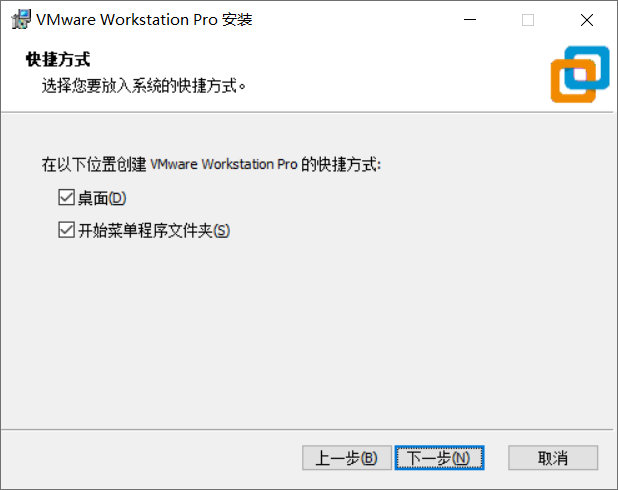 VMware Workstation Pro 安装
快捷方式
选择您要放入系统的快捷方式。
在以下位置创建 VMware Workstation Pro 的快捷方式:
桌面(D)
开始菜单程序文件夹(S)
上一步(B) 下一步(N) 取消